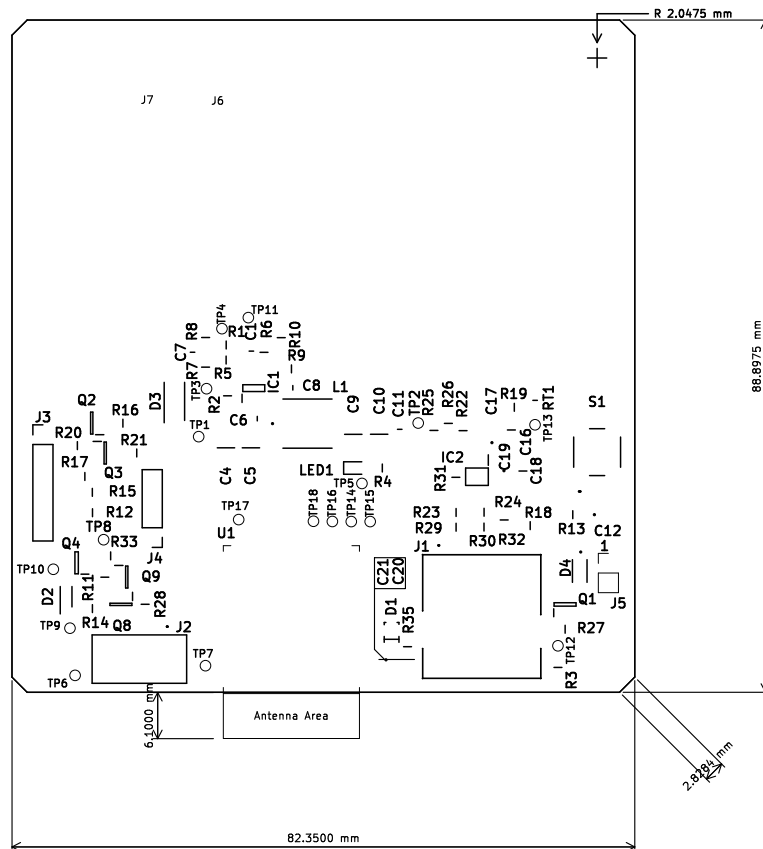 R 2.0475 mm
J7
J6
88.8975 mm
TP11
TP4
R8
R1
C1
R6
R10
C7
R9
R7
R5
TP3
IC1
C8
L1
R2
D3
Q2
R16
J3
C6
C9
C10
C11
TP2
R25
R26
R22
C17
R19
RT1
TP13
S1
R20
TP1
R21
R17
Q3
C4
C5
LED1
TP5
R4
IC2
R31
C19
C16
C18
R15
R12
TP17
U1
TP18
TP16
TP14
TP15
R23
R29
R24
R18
R30
R32
R13
C12
TP8
R33
J4
J1
1
Q4
TP10
R11
Q9
C21
C20
D4
D2
R28
D1
R35
Q1
J5
R14
Q8
J2
TP9
R27
TP12
TP7
TP6
R3
6.1000 mm
Antenna Area
2.8284 mm
82.3500 mm